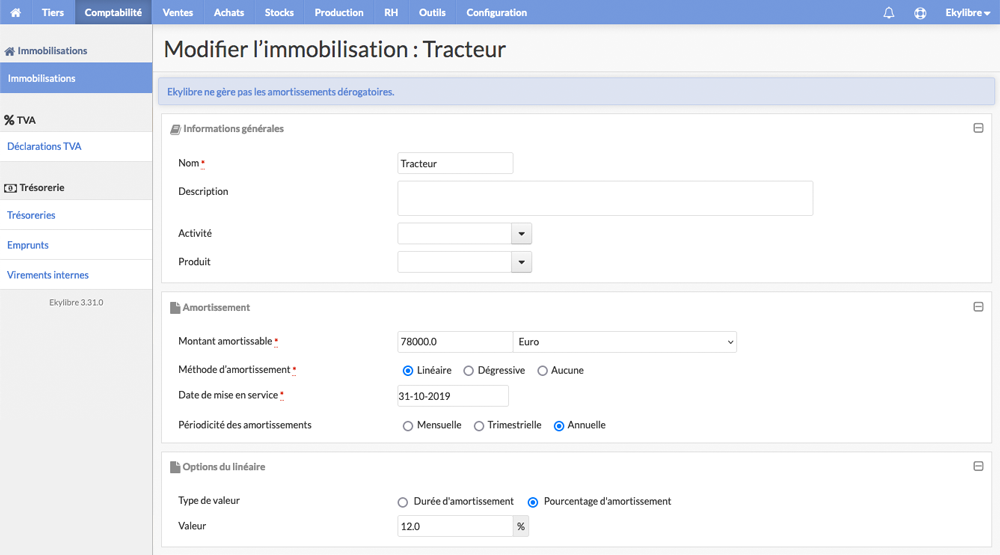 Tiers Comptabilité Ventes Achats Stocks Production RH Outils Configuration Ekylibre
Immobilisations
Immobilisations
TVA
Déclarations TVA
Trésorerie
Trésoreries
Emprunts
Virements internes
Ekylibre 3.31.0
Modifier l’immobilisation : Tracteur
Ekylibre ne gère pas les amortissements dérogatoires.
Informations générales
Nom * Tracteur
Description
Activité
Produit
Amortissement
Montant amortissable * 78000.0 Euro
Méthode d'amortissement * Linéaire Dégressive Aucune
Date de mise en service * 31-10-2019
Périodicité des amortissements Mensuelle Trimestrielle Annuelle
Options du linéaire
Type de valeur Durée d'amortissement Pourcentage d'amortissement
Valeur 12.0 %